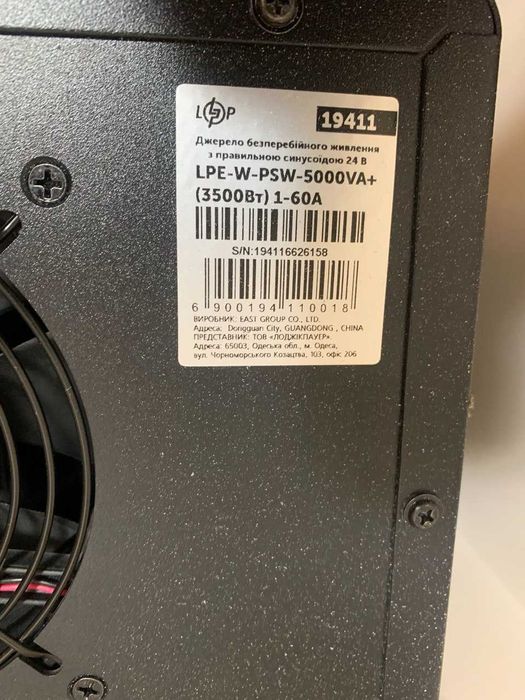 LP
19411
Джерело безперебійного живлення
з правильною синусоїдою 24 В
LPE-W-PSW-5000VA+
(3500Вт) 1-60A
S/N:194116626158
6 900194 110018
ВИРОБНИК: EAST GROUP CO., LTD.
Адреса: Dongguan City, GUANGDONG , CHINA
ПРЕДСТАВНИК: ТОВ «ЛОДЖІКПАУЕР».
Адреса: 65003, Одеська обл., м. Одеса,
вул. Чорноморського Козацтва, 103, офіс 206